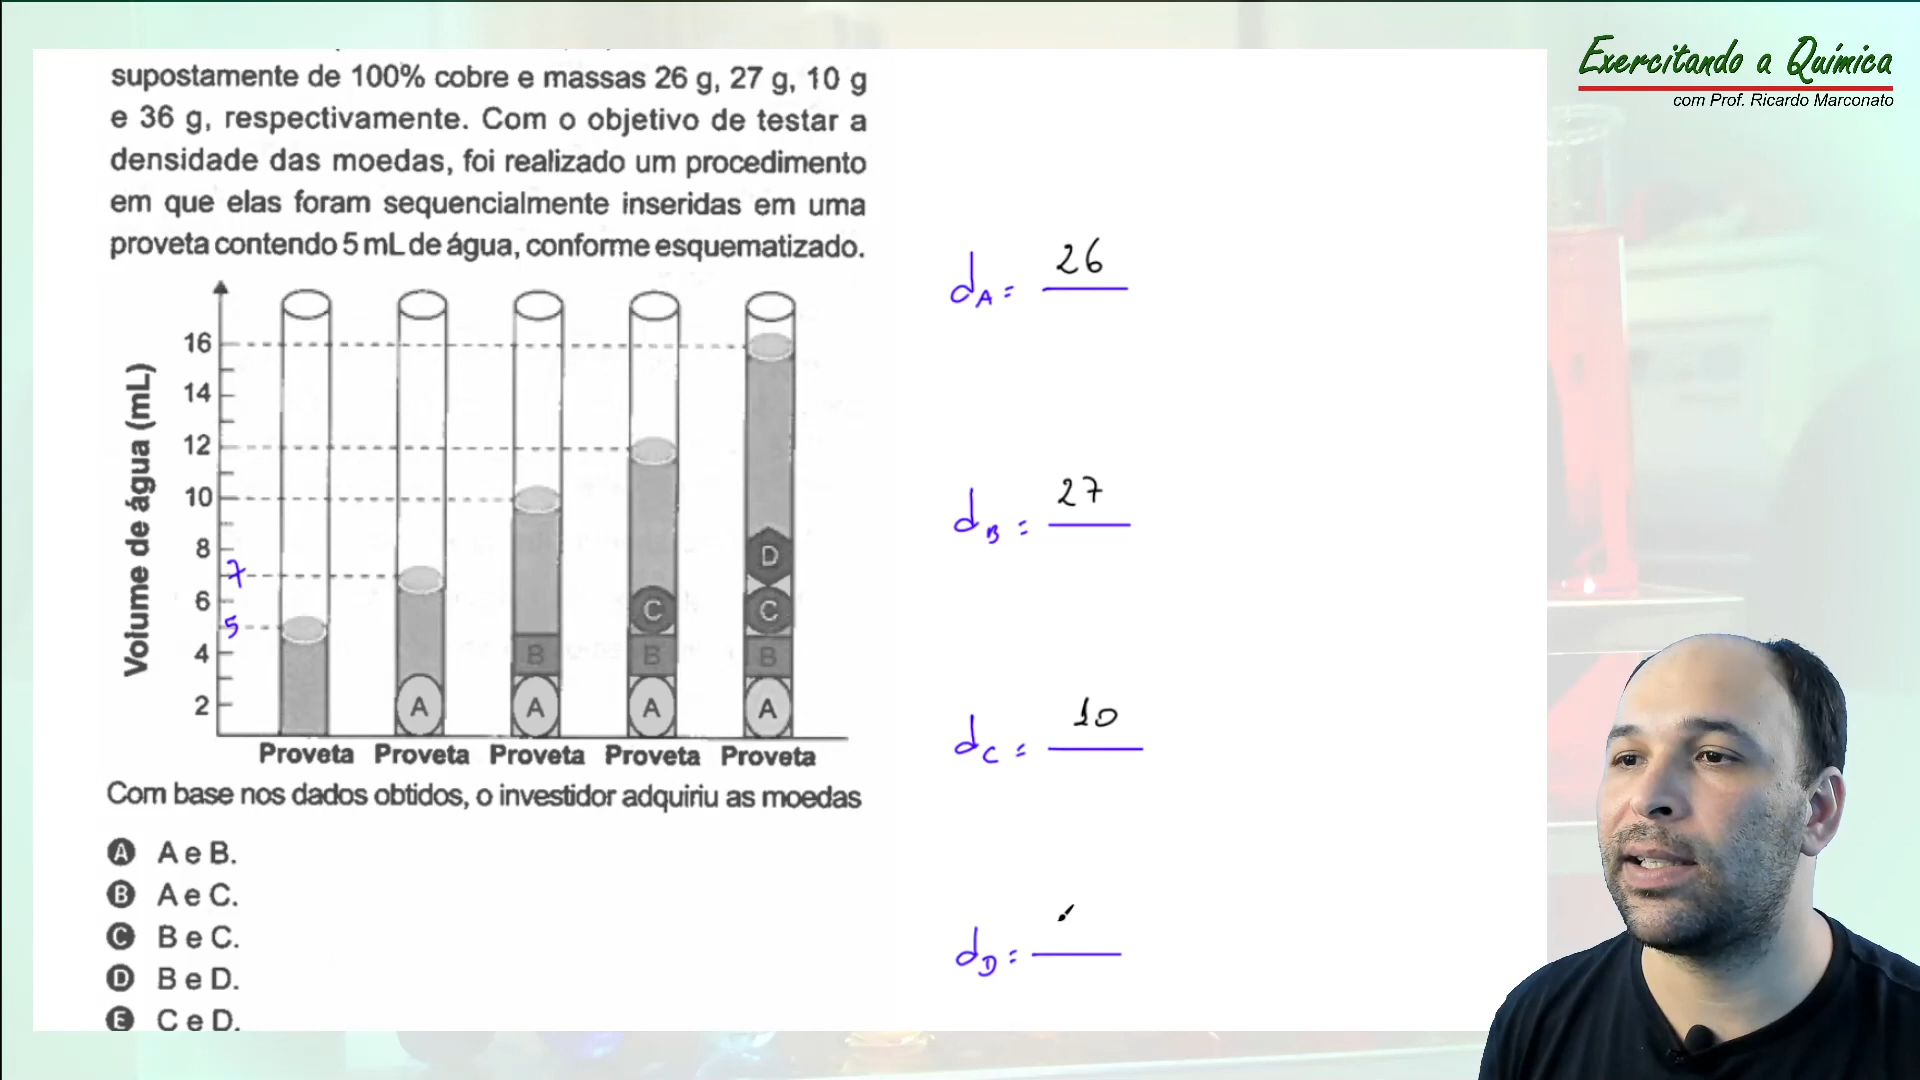 Exercitando a Química
com Prof. Ricardo Marconato
supostamente de 100% cobre e massas 26 g, 27 g, 10 g
e 36 g, respectivamente. Com o objetivo de testar a
densidade das moedas, foi realizado um procedimento
em que elas foram sequencialmente inseridas em uma
proveta contendo 5 mL de água, conforme esquematizado.
Volume de água (mL)
16
14
12
10
8
7
6
5
4
2
A
B
A
C
B
A
D
C
B
A
Proveta Proveta Proveta Proveta Proveta
Com base nos dados obtidos, o investidor adquiriu as moedas
A A e B.
B A e C.
C B e C.
D B e D.
E C e D.
dA = 26
dB = 27
dC = 10
dD =